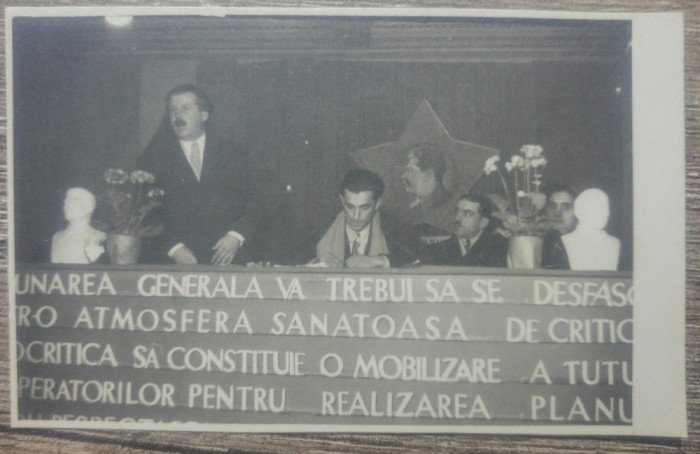 UNAREA GENERALA VA TREBUI SA SE DESFASO
R-O ATMOSFERA SANATOASA DE CRITIC
OCRITICA SA CONSTITUIE O MOBILIZARE A TUTU
PERATORILOR PENTRU REALIZAREA PLANU